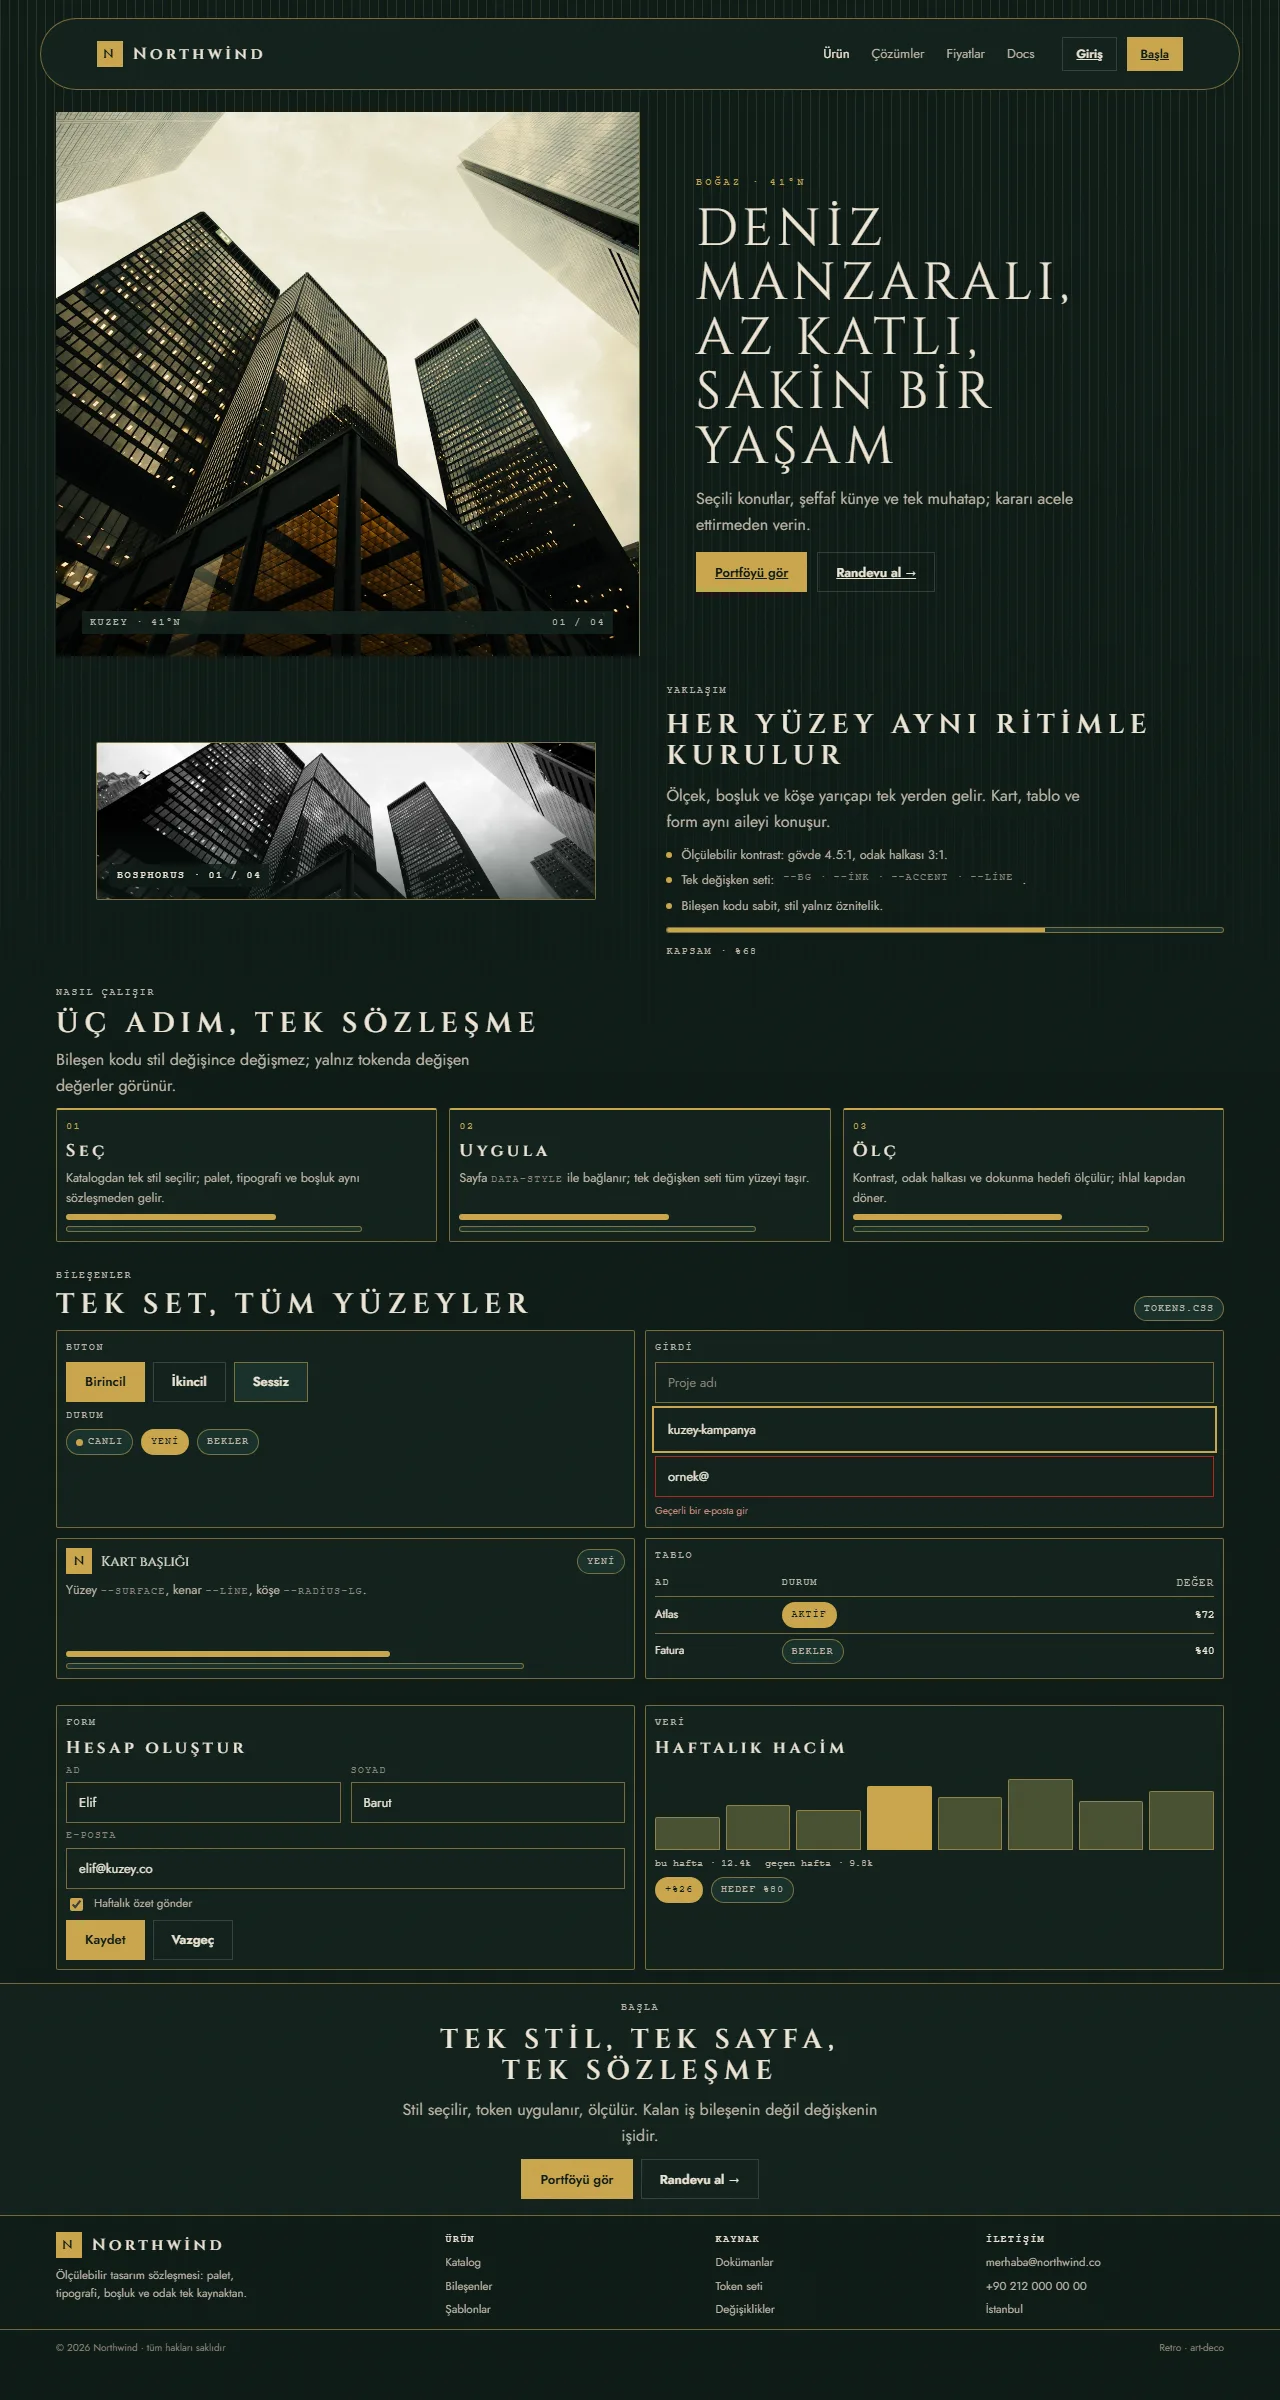 N Northwind
Ürün Çözümler Fiyatlar Docs Giriş Başla
BOĞAZ · 41°N
DENİZ
MANZARALI,
AZ KATLI,
SAKİN BİR
YAŞAM
Seçili konutlar, şeffaf künye ve tek muhatap; kararı acele
ettirmeden verin.
Portföyü gör Randevu al →
KUZEY · 41°N 01 / 04
YAKLAŞIM
HER YÜZEY AYNI RİTİMLE
KURULUR
Ölçek, boşluk ve köşe yarıçapı tek yerden gelir. Kart, tablo ve
form aynı aileyi konuşur.
Ölçülebilir kontrast: gövde 4.5:1, odak halkası 3:1.
Tek değişken seti: --BG · --İNK · --ACCENT · --LİNE .
Bileşen kodu sabit, stil yalnız öznitelik.
KAPSAM · %68
BOSPHORUS · 01 / 04
NASIL ÇALIŞIR
ÜÇ ADIM, TEK SÖZLEŞME
Bileşen kodu stil değişince değişmez; yalnız tokenda değişen
değerler görünür.
01
Seç
Katalogdan tek stil seçilir; palet, tipografi ve boşluk aynı
sözleşmeden gelir.
02
Uygula
Sayfa DATA-STYLE ile bağlanır; tek değişken seti tüm yüzeyi taşır.
03
Ölç
Kontrast, odak halkası ve dokunma hedefi ölçülür; ihlal kapıdan
döner.
BİLEŞENLER
TEK SET, TÜM YÜZEYLER
TOKENS.CSS
BUTON
Birincil İkincil Sessiz
DURUM
CANLI YENİ BEKLER
GİRDİ
Proje adı
kuzey-kampanya
ornek@
Geçerli bir e-posta gir
N Kart başlığı YENİ
Yüzey --SURFACE, kenar --LİNE, köşe --RADİUS-LG.
TABLO
AD DURUM DEĞER
Atlas AKTİF %72
Fatura BEKLER %40
FORM
Hesap oluştur
AD SOYAD
Elif Barut
E-POSTA
elif@kuzey.co
Haftalık özet gönder
Kaydet Vazgeç
VERİ
Haftalık hacim
bu hafta · 12.4k geçen hafta · 9.8k
+%26 HEDEF %80
BAŞLA
TEK STİL, TEK SAYFA,
TEK SÖZLEŞME
Stil seçilir, token uygulanır, ölçülür. Kalan iş bileşenin değil değişkenin
işidir.
Portföyü gör Randevu al →
N Northwind
Ölçülebilir tasarım sözleşmesi: palet,
tipografi, boşluk ve odak tek kaynaktan.
ÜRÜN
Katalog
Bileşenler
Şablonlar
KAYNAK
Dokümanlar
Token seti
Değişiklikler
İLETİŞİM
merhaba@northwind.co
+90 212 000 00 00
İstanbul
© 2026 Northwind · tüm hakları saklıdır
Retro · art-deco